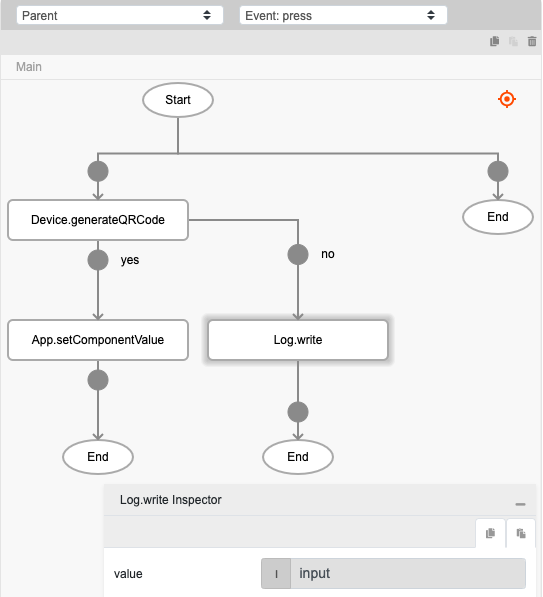 Parent
Event: press
Main
Start
Device.generateQRCode
End
yes
no
App.setComponentValue
Log.write
End
End
Log.write Inspector
value
I
input